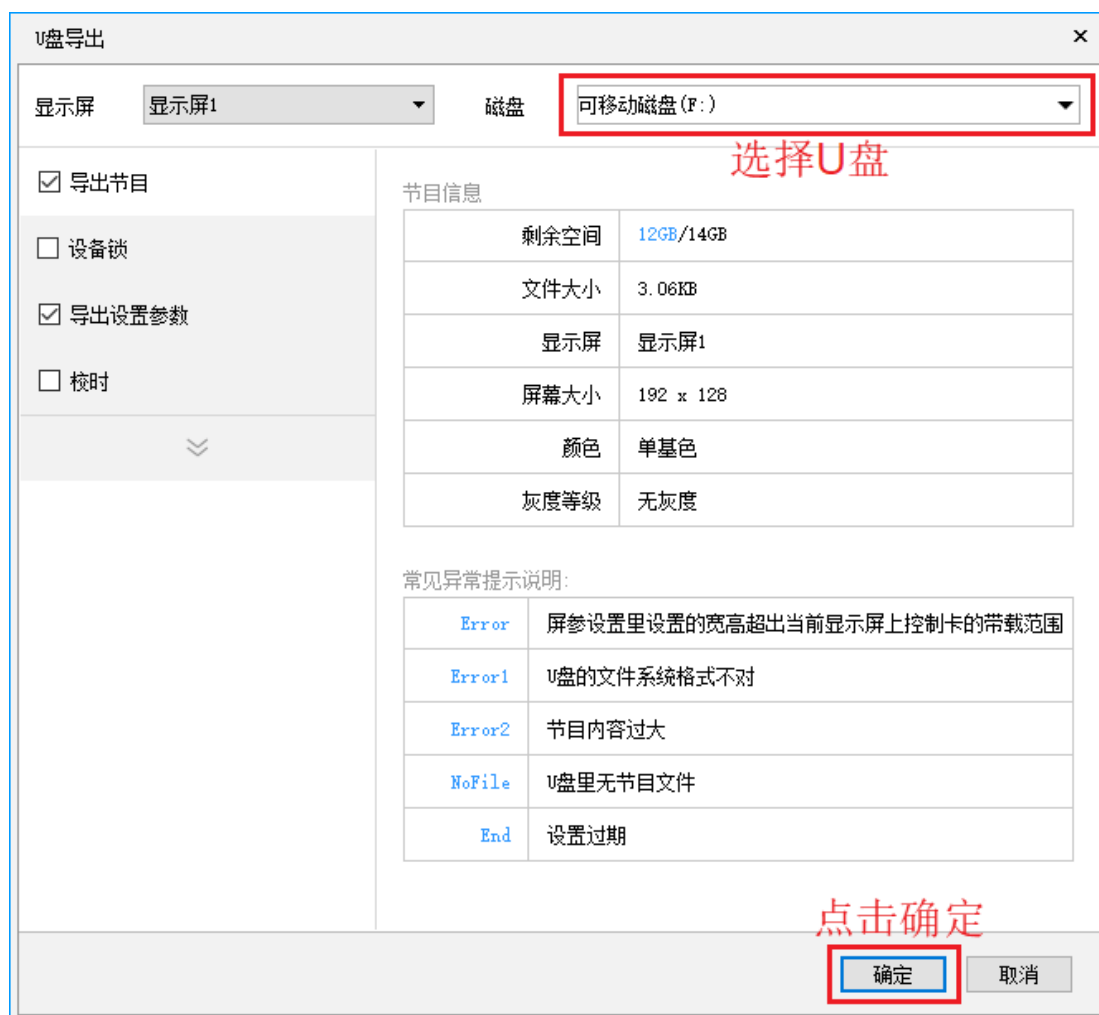 U盘导出
显示屏 显示屏1 磁盘 可移动磁盘(F:)
选择U盘
导出节目
设备锁
导出设置参数
校时
节目信息
剩余空间 12GB/14GB
文件大小 3.06KB
显示屏 显示屏1
屏幕大小 192 x 128
颜色 单基色
灰度等级 无灰度
常见异常提示说明:
Error 屏参设置里设置的宽高超出当前显示屏上控制卡的带载范围
Error1 U盘的文件系统格式不对
Error2 节目内容过大
NoFile U盘里无节目文件
End 设置过期
点击确定
确定 取消